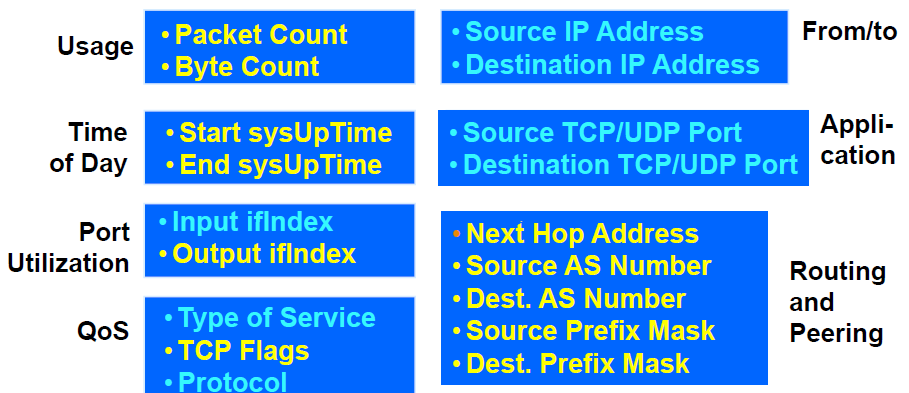 Usage
• Packet Count
• Byte Count
• Source IP Address
• Destination IP Address
From/to
Time
of Day
• Start sysUpTime
• End sysUpTime
• Source TCP/UDP Port
• Destination TCP/UDP Port
Appli-
cation
Port
Utilization
• Input ifIndex
• Output ifIndex
QoS
• Type of Service
• TCP Flags
• Protocol
• Next Hop Address
• Source AS Number
• Dest. AS Number
• Source Prefix Mask
• Dest. Prefix Mask
Routing
and
Peering